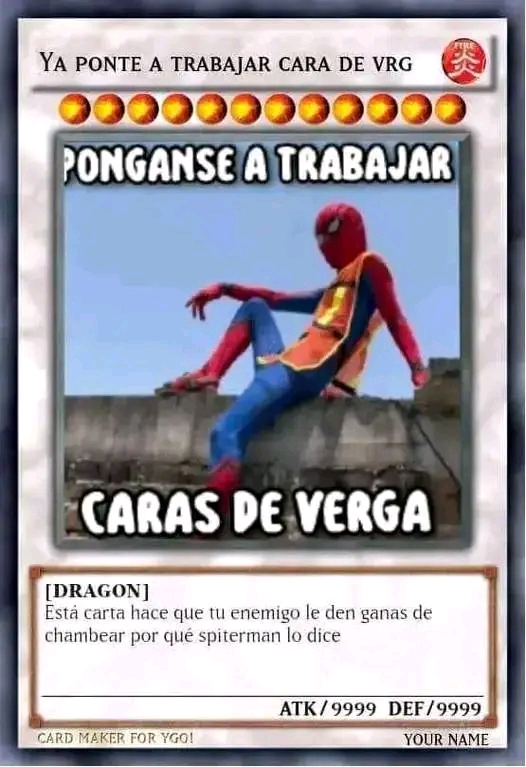 Ya ponte a trabajar cara de vrg
FIRE
炎
PONGANSE A TRABAJAR
CARAS DE VERGA
[DRAGON]
Está carta hace que tu enemigo le den ganas de
chambear por qué spiterman lo dice
ATK/9999 DEF/9999
CARD MAKER FOR YGO! YOUR NAME